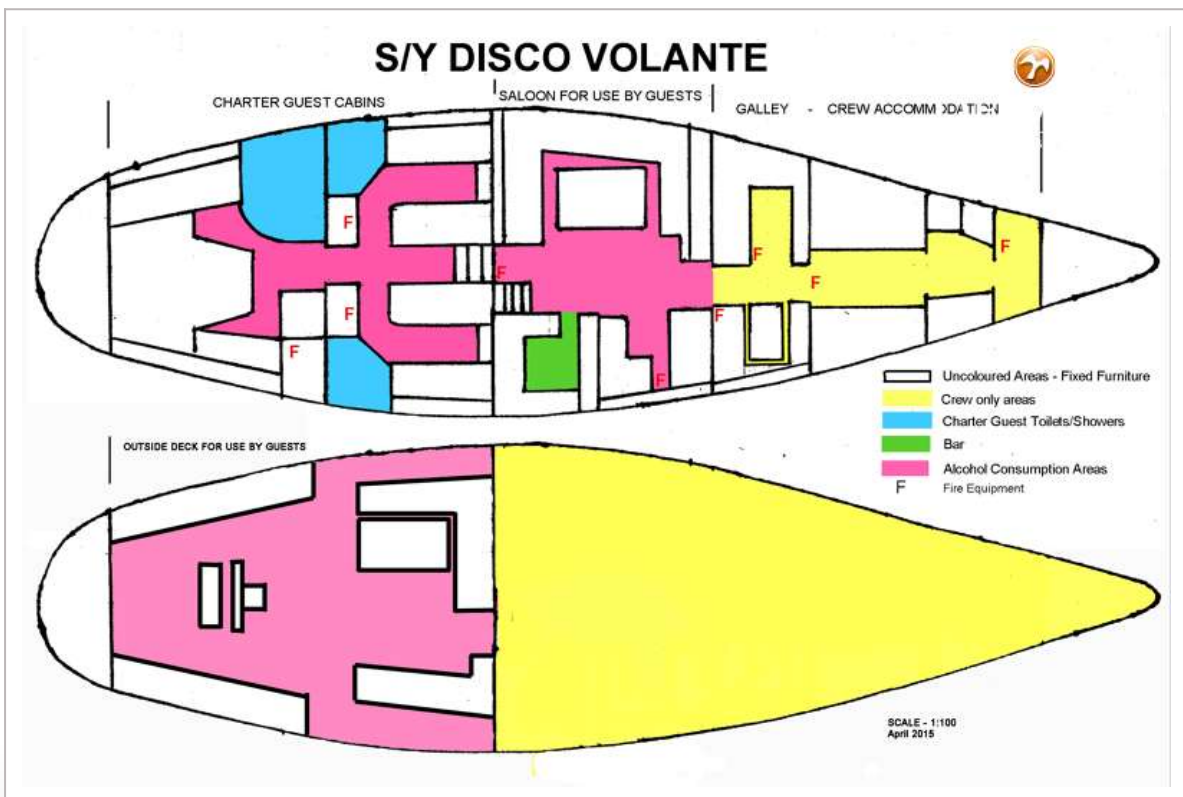 S/Y DISCO VOLANTE
CHARTER GUEST CABINS
SALOON FOR USE BY GUESTS
GALLEY - CREW ACCOMMODATION
F
F
F
F
F
F
F
F
F
Uncoloured Areas - Fixed Furniture
Crew only areas
Charter Guest Toilets/Showers
Bar
Alcohol Consumption Areas
F Fire Equipment
OUTSIDE DECK FOR USE BY GUESTS
SCALE - 1:100
April 2015